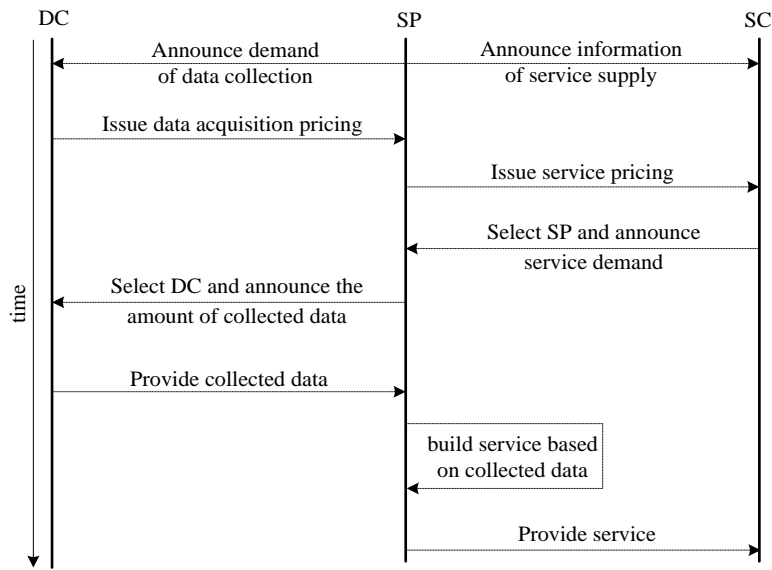 DC
SP
SC
Announce demand
of data collection
Announce information
of service supply
Issue data acquisition pricing
Issue service pricing
Select SP and announce
service demand
Select DC and announce the
amount of collected data
time
Provide collected data
build service based
on collected data
Provide service